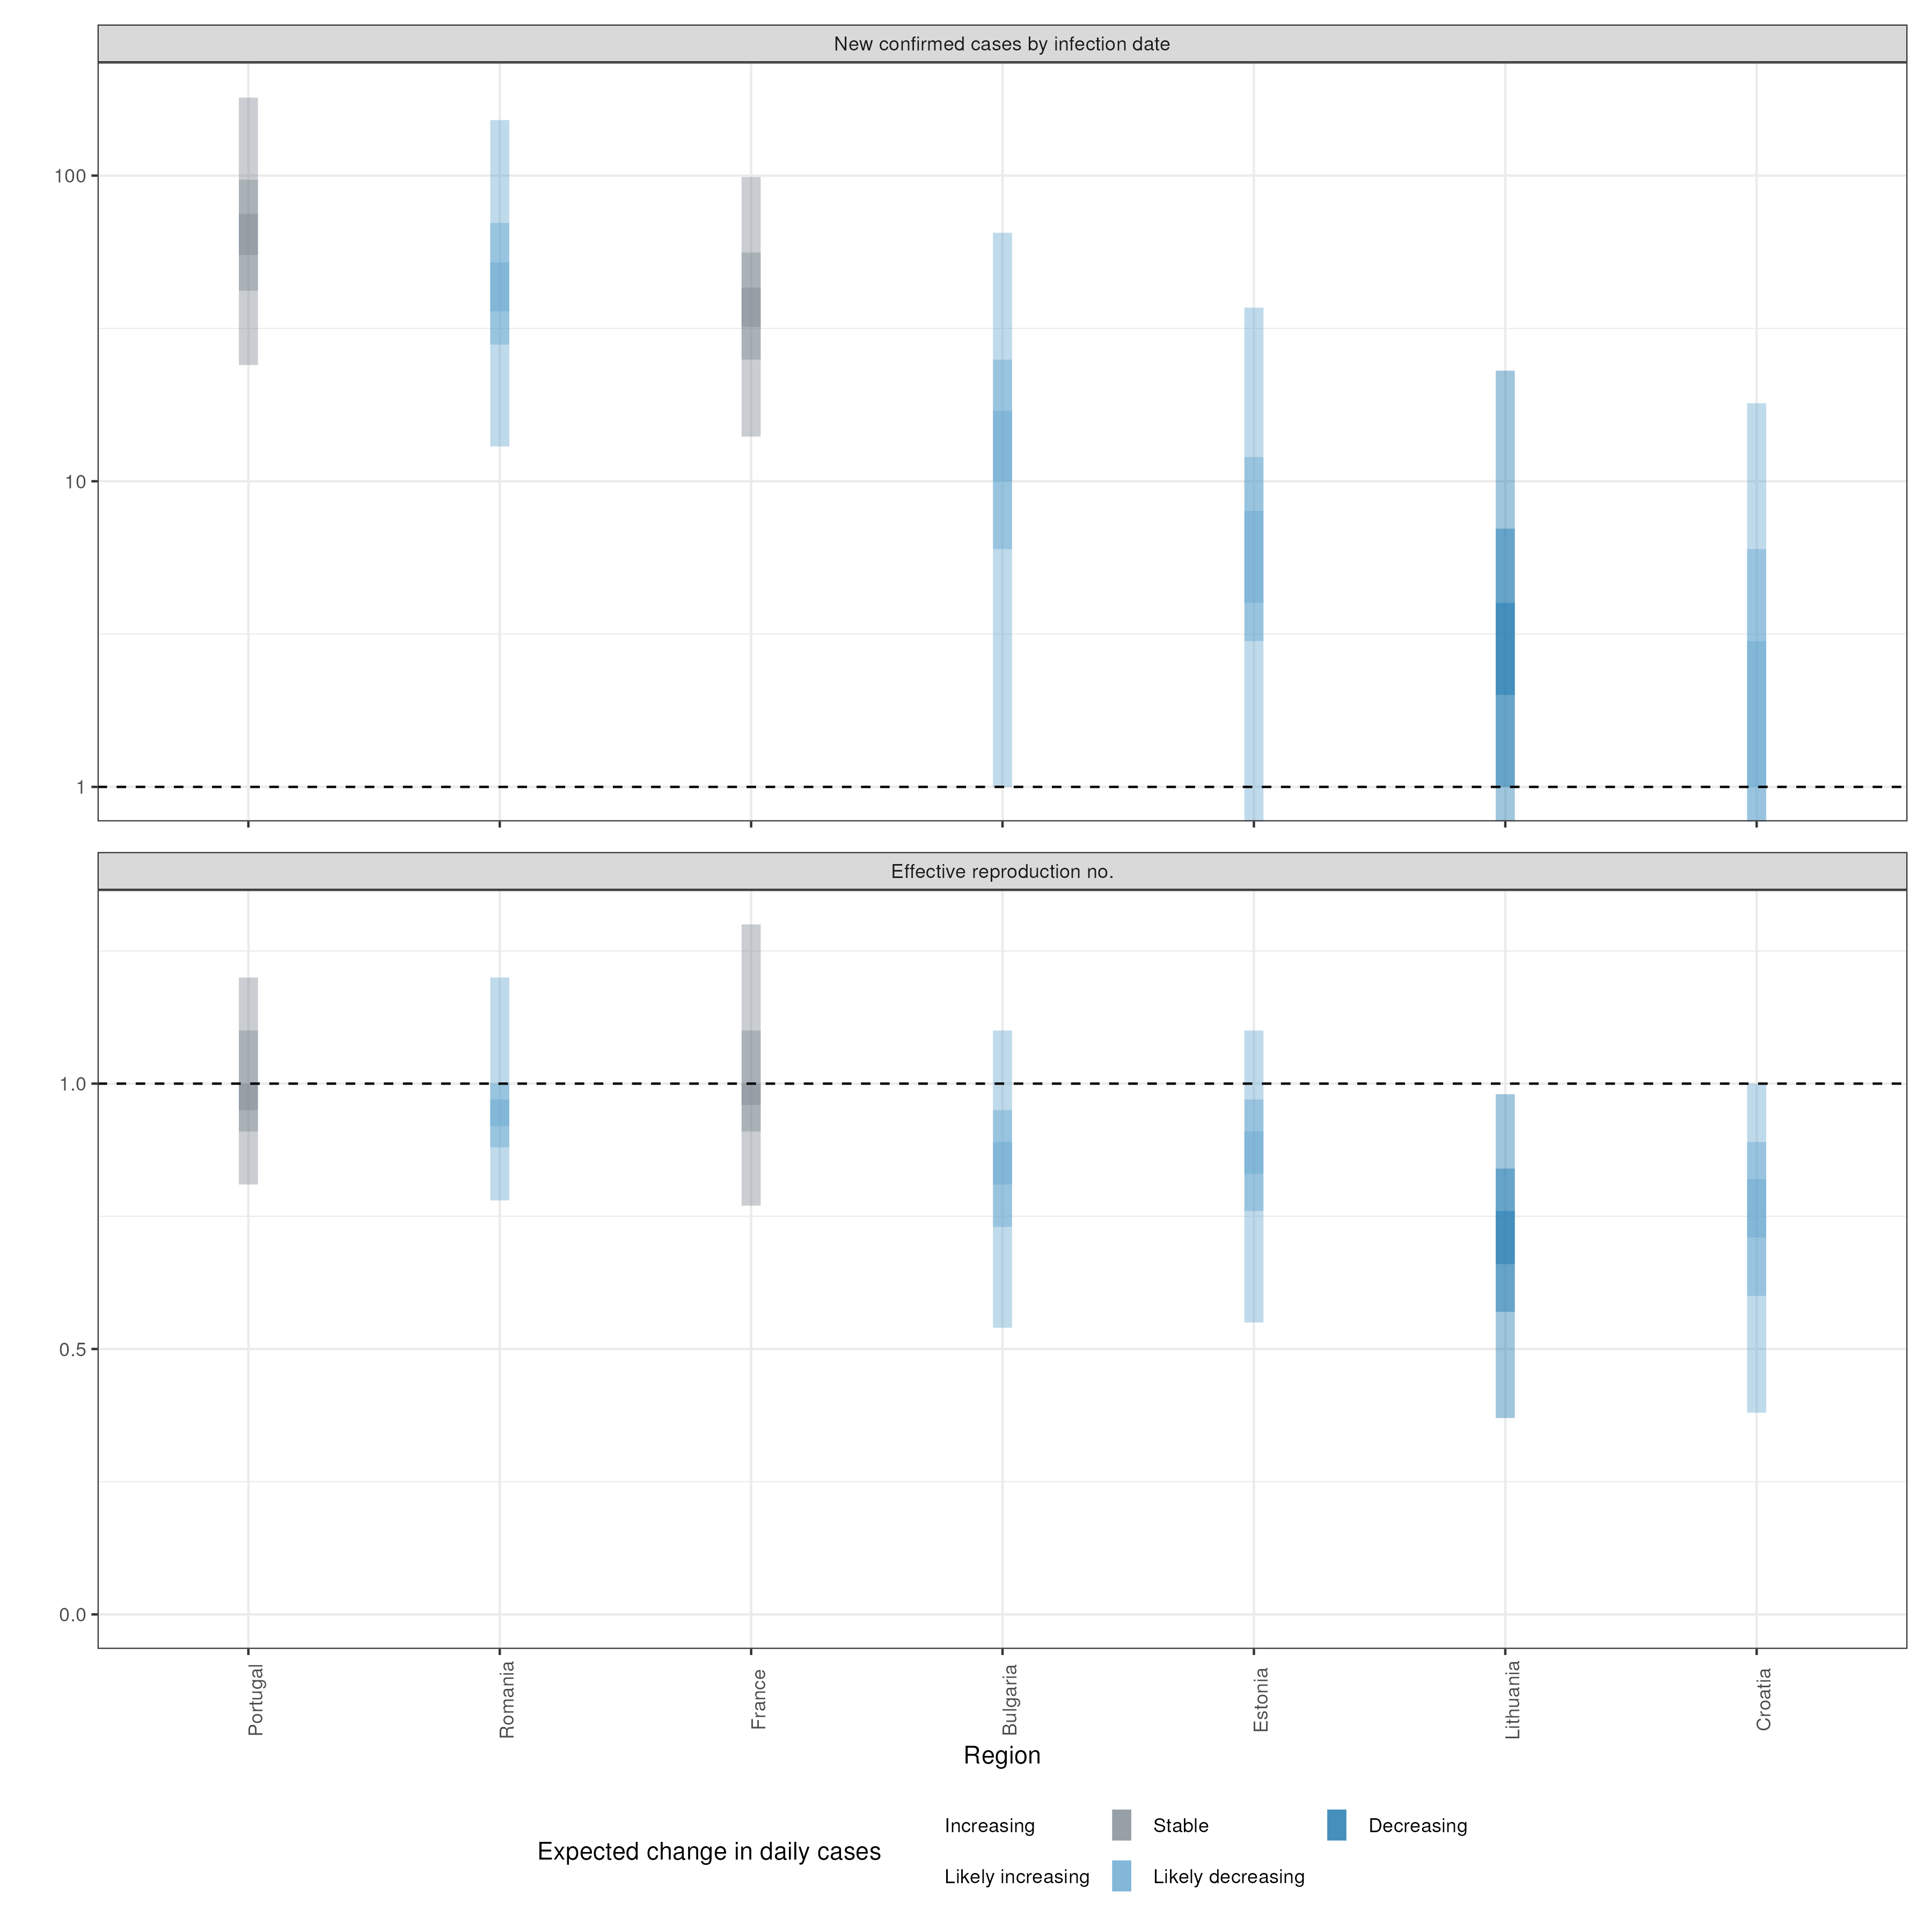 New confirmed cases by infection date
100
10
1
Effective reproduction no.
1.0
0.5
0.0
Portugal
Romania
France
Bulgaria
Estonia
Lithuania
Croatia
Region
Expected change in daily cases
Increasing
Stable
Decreasing
Likely increasing
Likely decreasing